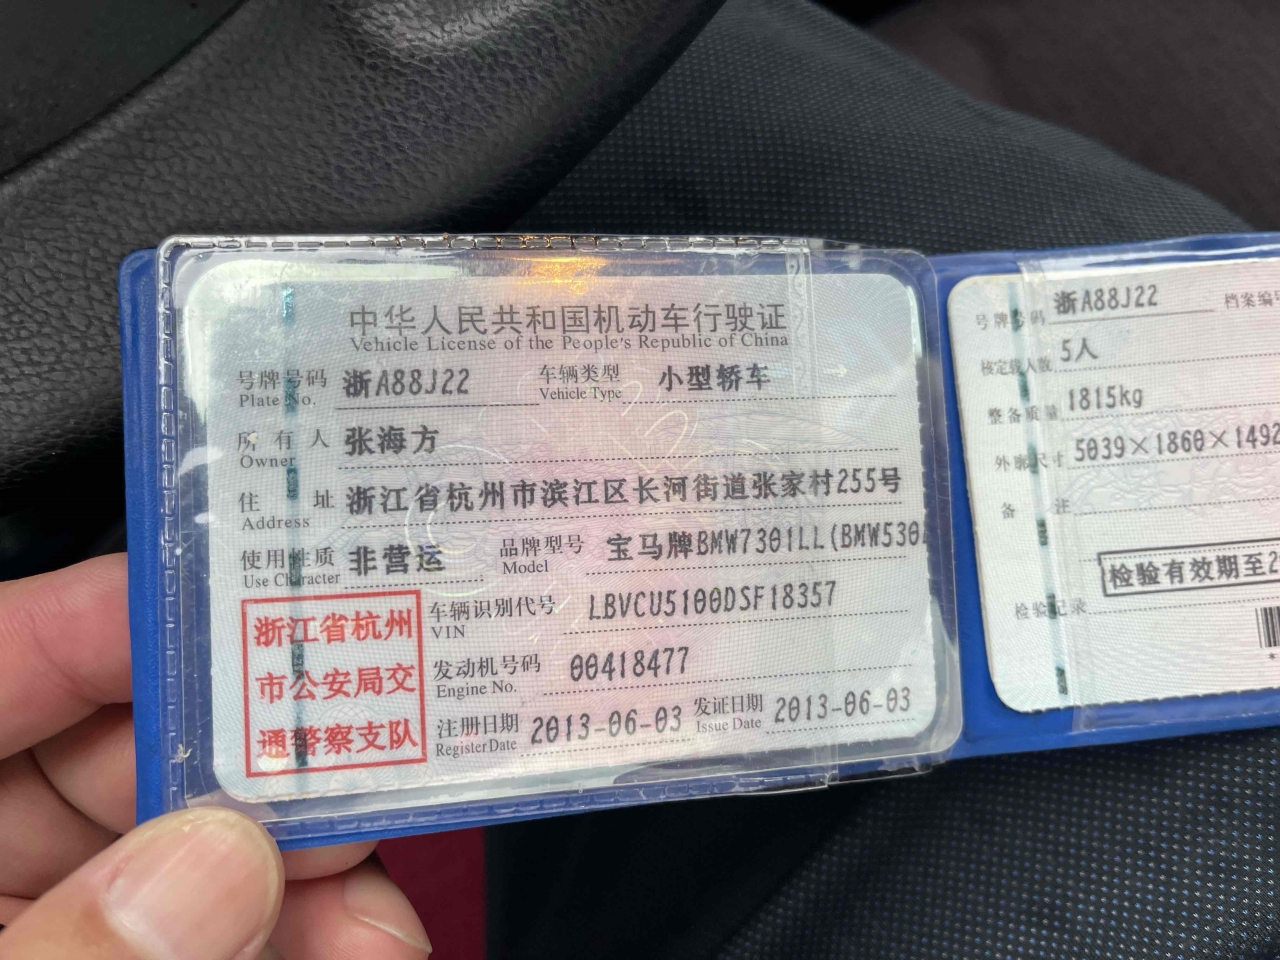 中华人民共和国机动车行驶证
Vehicle License of the People's Republic of China
号牌号码 浙A88J22 车辆类型 小型轿车
Plate No. Vehicle Type
所有人 张海方
Owner
住址 浙江省杭州市滨江区长河街道张家村255号
Address
使用性质 非营运 品牌型号 宝马牌BMW7301LL(BMW530
Use Character Model
浙江省杭州
市公安局交
通警察支队
车辆识别代号 LBVCU5100DSF18357
VIN
发动机号码 00418477
Engine No.
注册日期 2013-06-03 发证日期 2013-06-03
Register Date Issue Date
号牌号码 浙A88J22 档案编
核定载人数 5人
整备质量 1815kg
外廓尺寸 5039×1860×1492
备注
检验有效期至2
检验记录